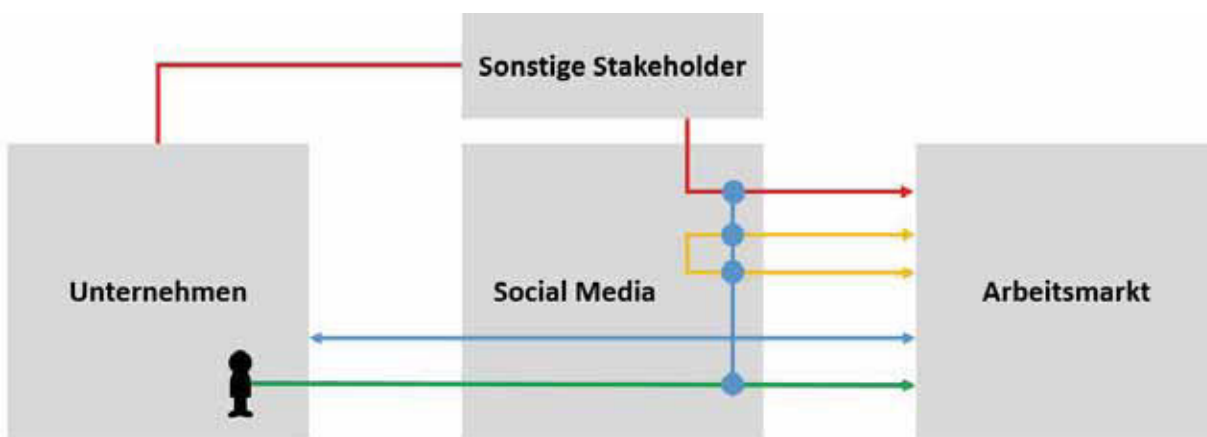 Sonstige Stakeholder
Unternehmen
Social Media
Arbeitsmarkt